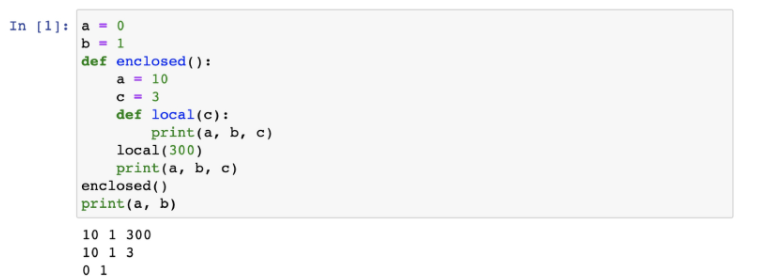 In [1]: a = 0
b = 1
def enclosed():
    a = 10
    c = 3
    def local(c):
        print(a, b, c)
    local(300)
    print(a, b, c)
enclosed()
print(a, b)
10 1 300
10 1 3
0 1